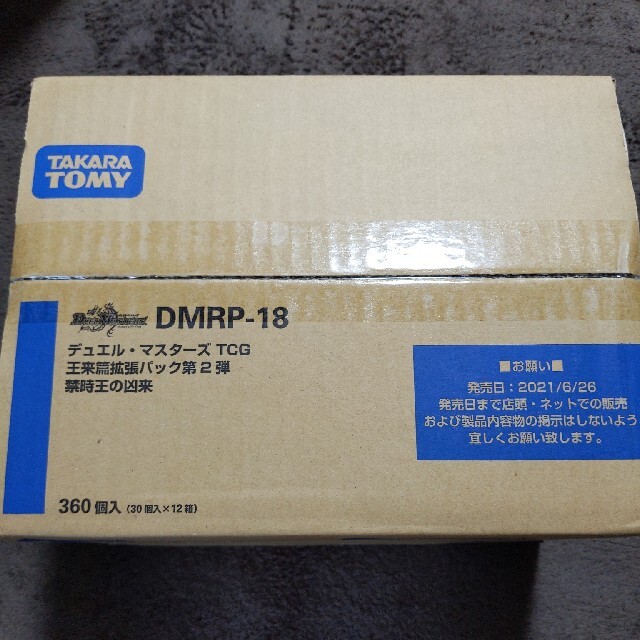 TAKARA
TOMY
DMRP-18
デュエル・マスターズ TCG
王来篇拡張パック第2弾
禁時王の凶来
360個入（30個入×12箱）
■お願い■
発売日：2021/6/26
発売日まで店頭・ネットでの販売
および製品内容物の掲示はしないよう
宜しくお願い致します。